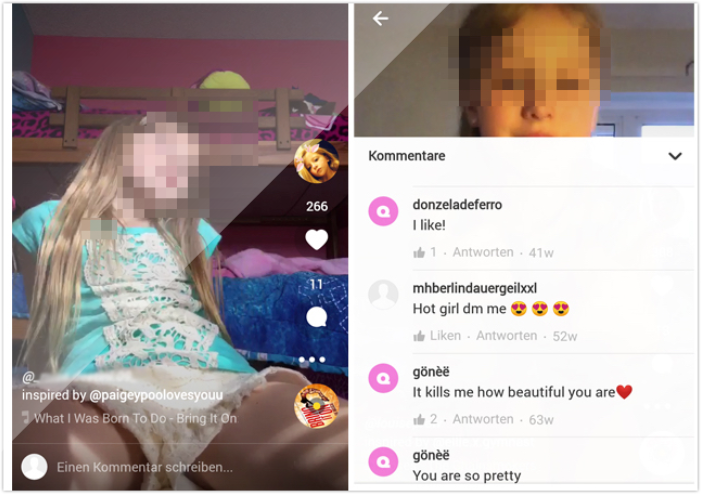 266
11
@_
inspired by @paigeypoolovesyouu
What I Was Born To Do - Bring It On
Einen Kommentar schreiben...
Kommentare
donzeladeferro
I like!
1 · Antworten · 41w
mhberlindauergeilxxl
Hot girl dm me 😍 😍 😍
Liken · Antworten · 52w
gönèë
It kills me how beautiful you are❤️
2 · Antworten · 63w
gönèë
You are so pretty